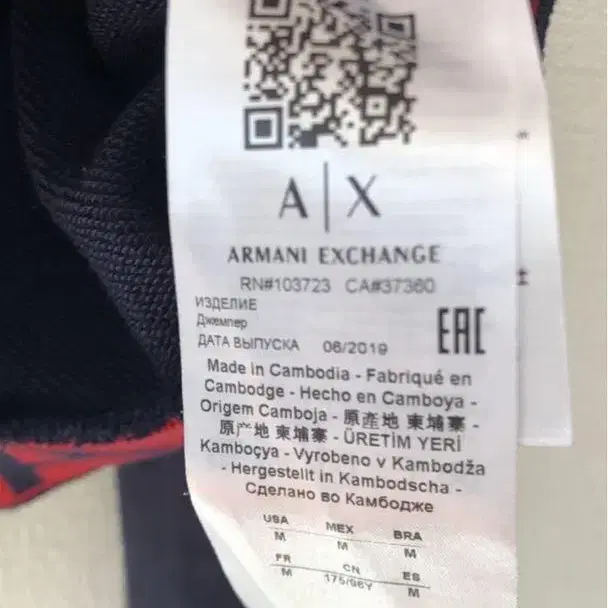 A|X
ARMANI EXCHANGE
RN#103723 CA#37360
ИЗДЕЛИЕ
Джемпер
ДАТА ВЫПУСКА 06/2019
EAC
Made in Cambodia - Fabriqué en
Cambodge - Hecho en Camboya -
Origem Camboja - 原產地 柬埔寨 -
原产地 柬埔寨 - ÜRETİM YERİ
Kamboçya - Vyrobeno v Kambodža
- Hergestellt in Kambodscha -
Сделано во Камбодже
USA MEX BRA
M M M
FR CN ES
M 175/96Y M